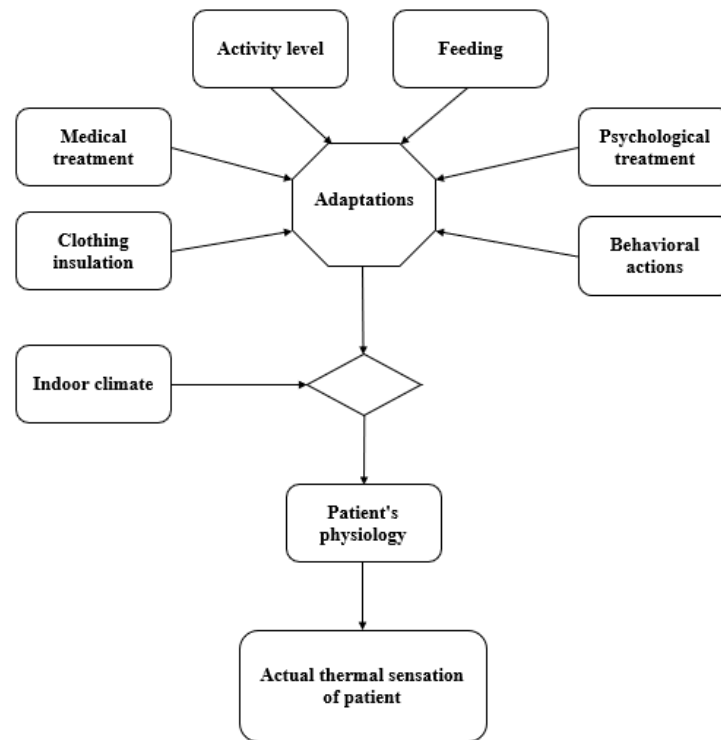 Activity level
Feeding
Medical
treatment
Psychological
treatment
Adaptations
Clothing
insulation
Behavioral
actions
Indoor climate
Patient's
physiology
Actual thermal sensation
of patient